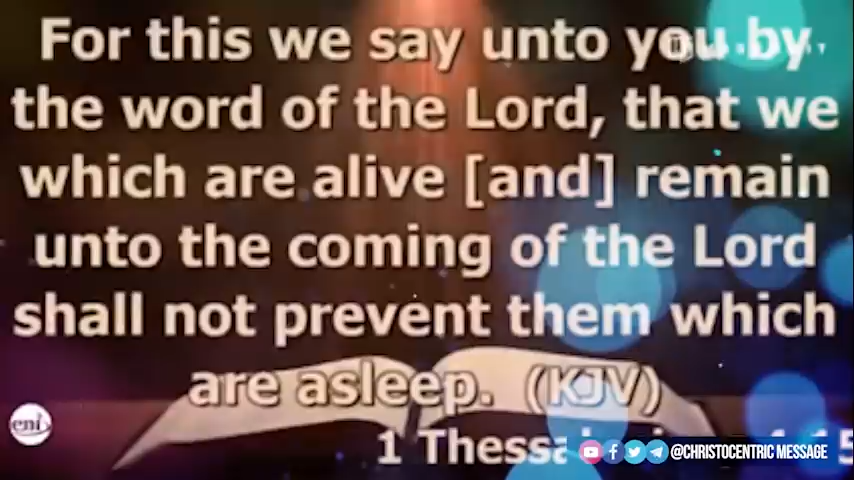 For this we say unto you by
the word of the Lord, that we
which are alive [and] remain
unto the coming of the Lord
shall not prevent them which
are asleep. (KJV)
1
eni
@CHRISTOCENTRIC MESSAGE